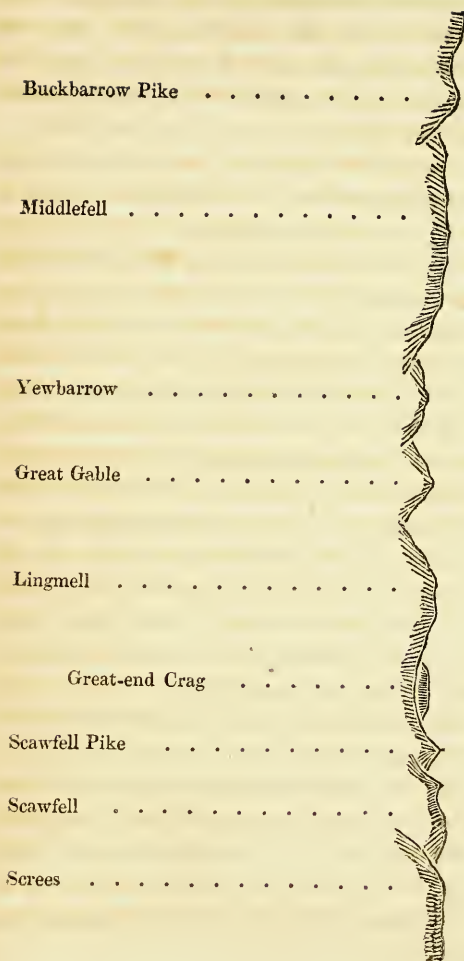 Buckbarrow Pike . . . . . . . . .
Middlefell . . . . . . . . . . . .
Yewbarrow . . . . . . . . . . . .
Great Gable . . . . . . . . . . . .
Lingmell . . . . . . . . . . . .
Great-end Crag . . . . . . .
Scawfell Pike . . . . . . . . . .
Scawfell . . . . . . . . . . . .
Screes . . . . . . . . . . . . .